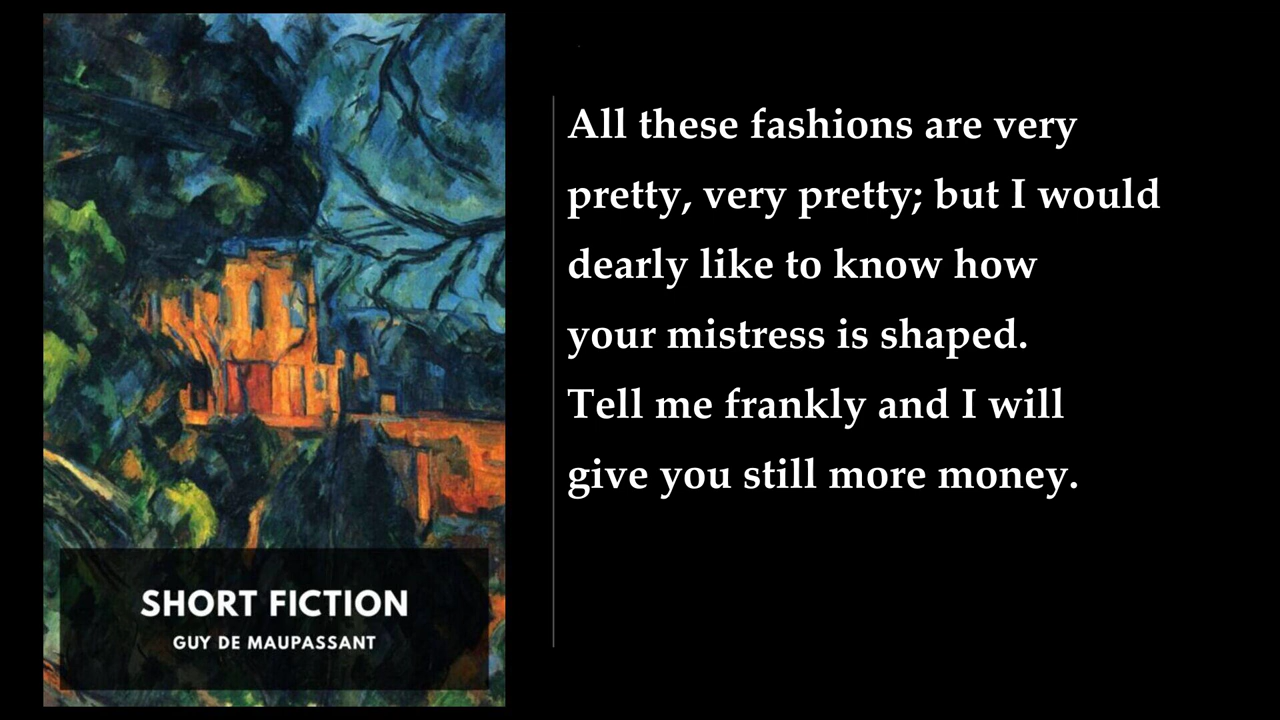 All these fashions are very
pretty, very pretty; but I would
dearly like to know how
your mistress is shaped.
Tell me frankly and I will
give you still more money.
SHORT FICTION
GUY DE MAUPASSANT